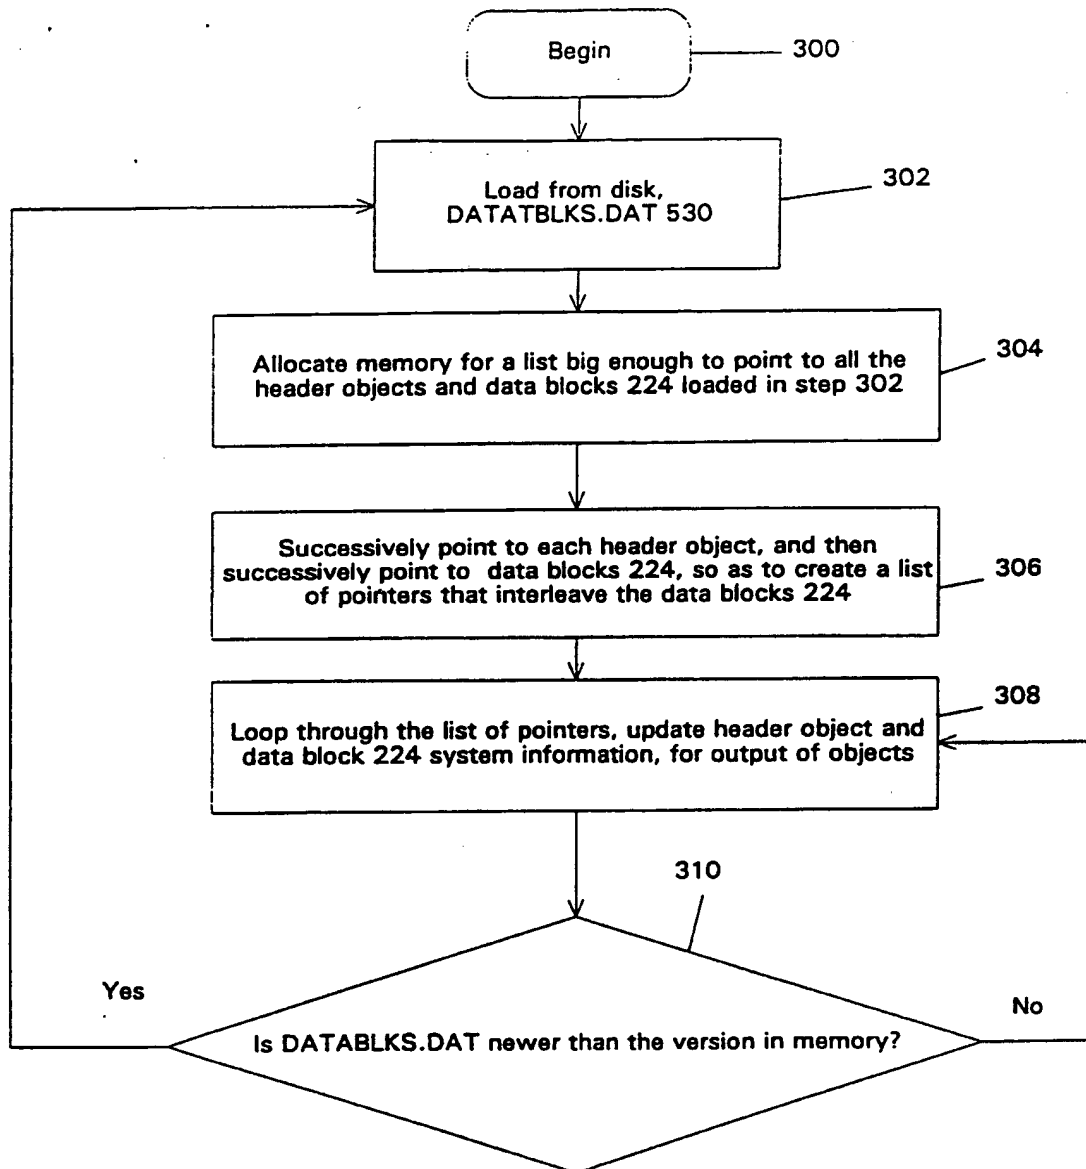 Begin
300
Load from disk,
DATATBLKS.DAT 530
302
Allocate memory for a list big enough to point to all the
header objects and data blocks 224 loaded in step 302
304
Successively point to each header object, and then
successively point to data blocks 224, so as to create a list
of pointers that interleave the data blocks 224
306
Loop through the list of pointers, update header object and
data block 224 system information, for output of objects
308
310
Yes
No
Is DATABLKS.DAT newer than the version in memory?